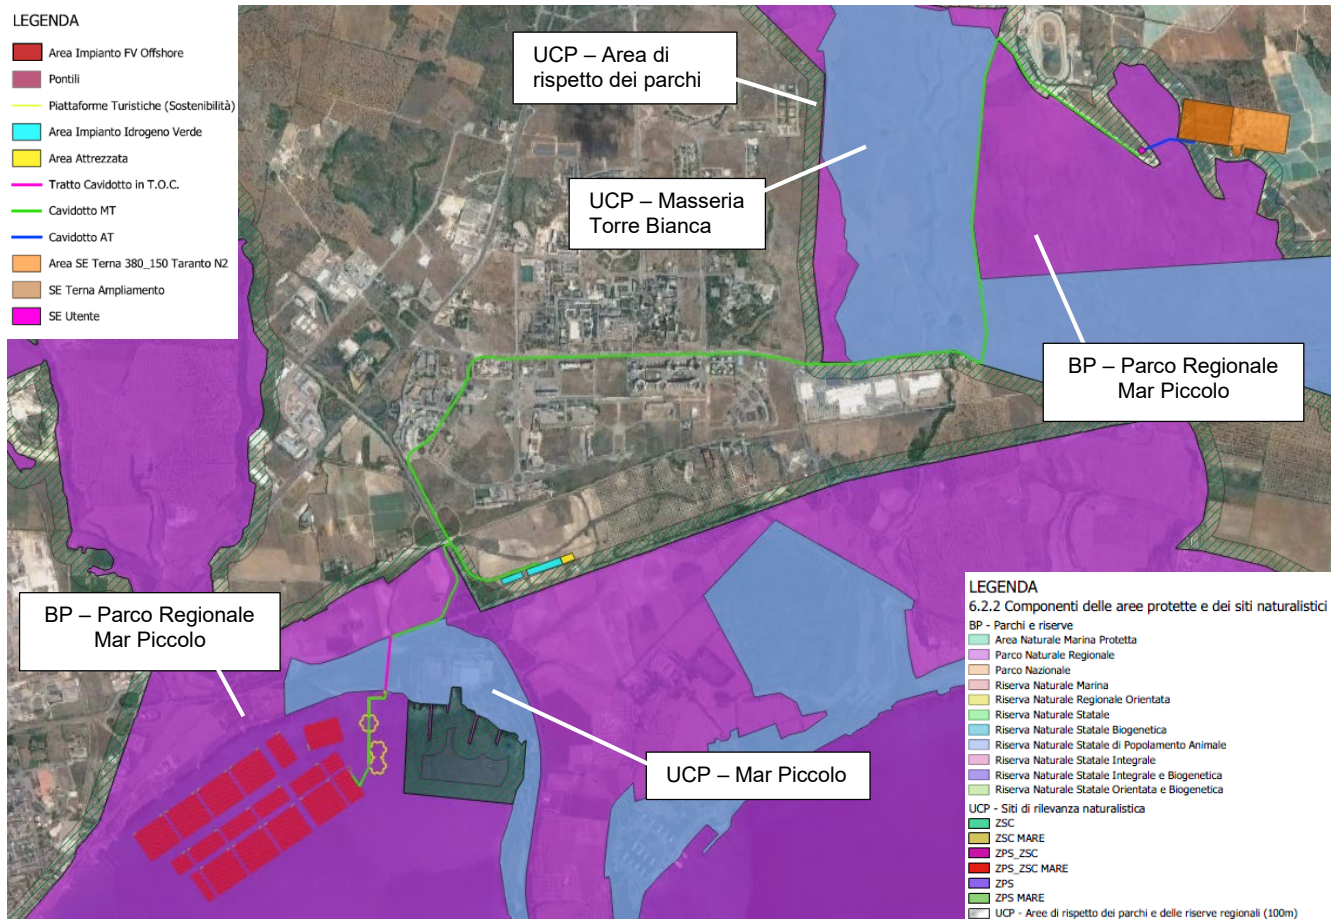 LEGENDA
Area Impianto FV Offshore
Pontili
Piattaforme Turistiche (Sostenibilità)
Area Impianto Idrogeno Verde
Area Attrezzata
Tratto Cavidotto in T.O.C.
Cavidotto MT
Cavidotto AT
Area SE Terna 380_150 Taranto N2
SE Terna Ampliamento
SE Utente
UCP – Area di
rispetto dei parchi
UCP – Masseria
Torre Bianca
BP – Parco Regionale
Mar Piccolo
BP – Parco Regionale
Mar Piccolo
UCP – Mar Piccolo
LEGENDA
6.2.2 Componenti delle aree protette e dei siti naturalistici
BP - Parchi e riserve
Area Naturale Marina Protetta
Parco Naturale Regionale
Parco Nazionale
Riserva Naturale Marina
Riserva Naturale Regionale Orientata
Riserva Naturale Statale
Riserva Naturale Statale Biogenetica
Riserva Naturale Statale di Popolamento Animale
Riserva Naturale Statale Integrale
Riserva Naturale Statale Integrale e Biogenetica
Riserva Naturale Statale Orientata e Biogenetica
UCP - Siti di rilevanza naturalistica
ZSC
ZSC MARE
ZPS_ZSC
ZPS_ZSC MARE
ZPS
ZPS MARE
UCP - Aree di rispetto dei parchi e delle riserve regionali (100m)